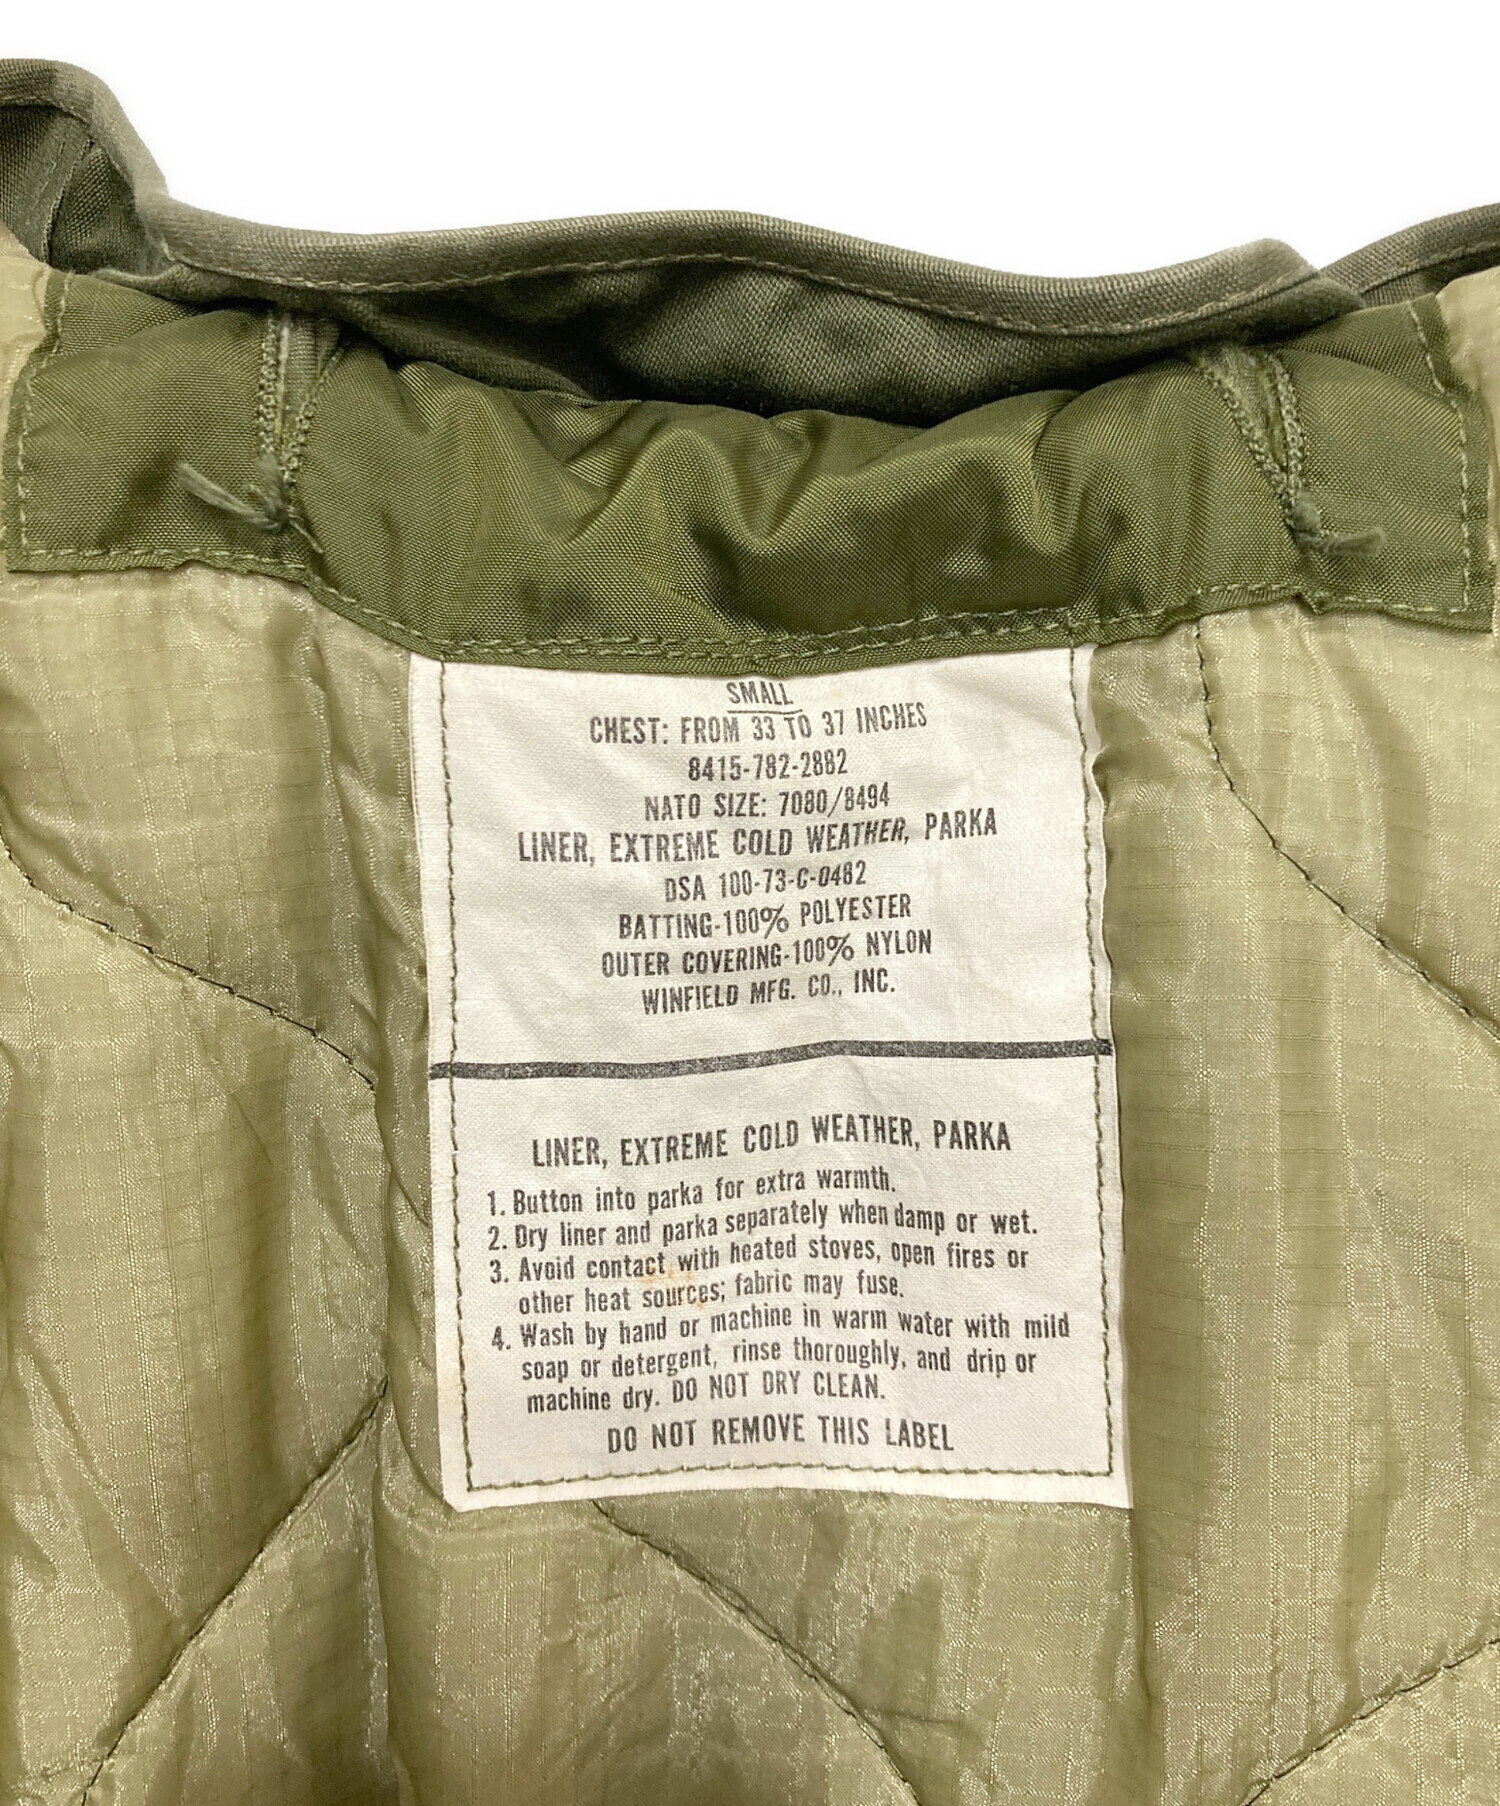 SMALL
CHEST: FROM 33 TO 37 INCHES
8415-782-2882
NATO SIZE: 7080/8494
LINER, EXTREME COLD WEATHER, PARKA
DSA 100-73-C-0482
BATTING-100% POLYESTER
OUTER COVERING-100% NYLON
WINFIELD MFG. CO., INC.
LINER, EXTREME COLD WEATHER, PARKA
1. Button into parka for extra warmth.
2. Dry liner and parka separately when damp or wet.
3. Avoid contact with heated stoves, open fires or
other heat sources; fabric may fuse.
4. Wash by hand or machine in warm water with mild
soap or detergent, rinse thoroughly, and drip or
machine dry. DO NOT DRY CLEAN.
DO NOT REMOVE THIS LABEL